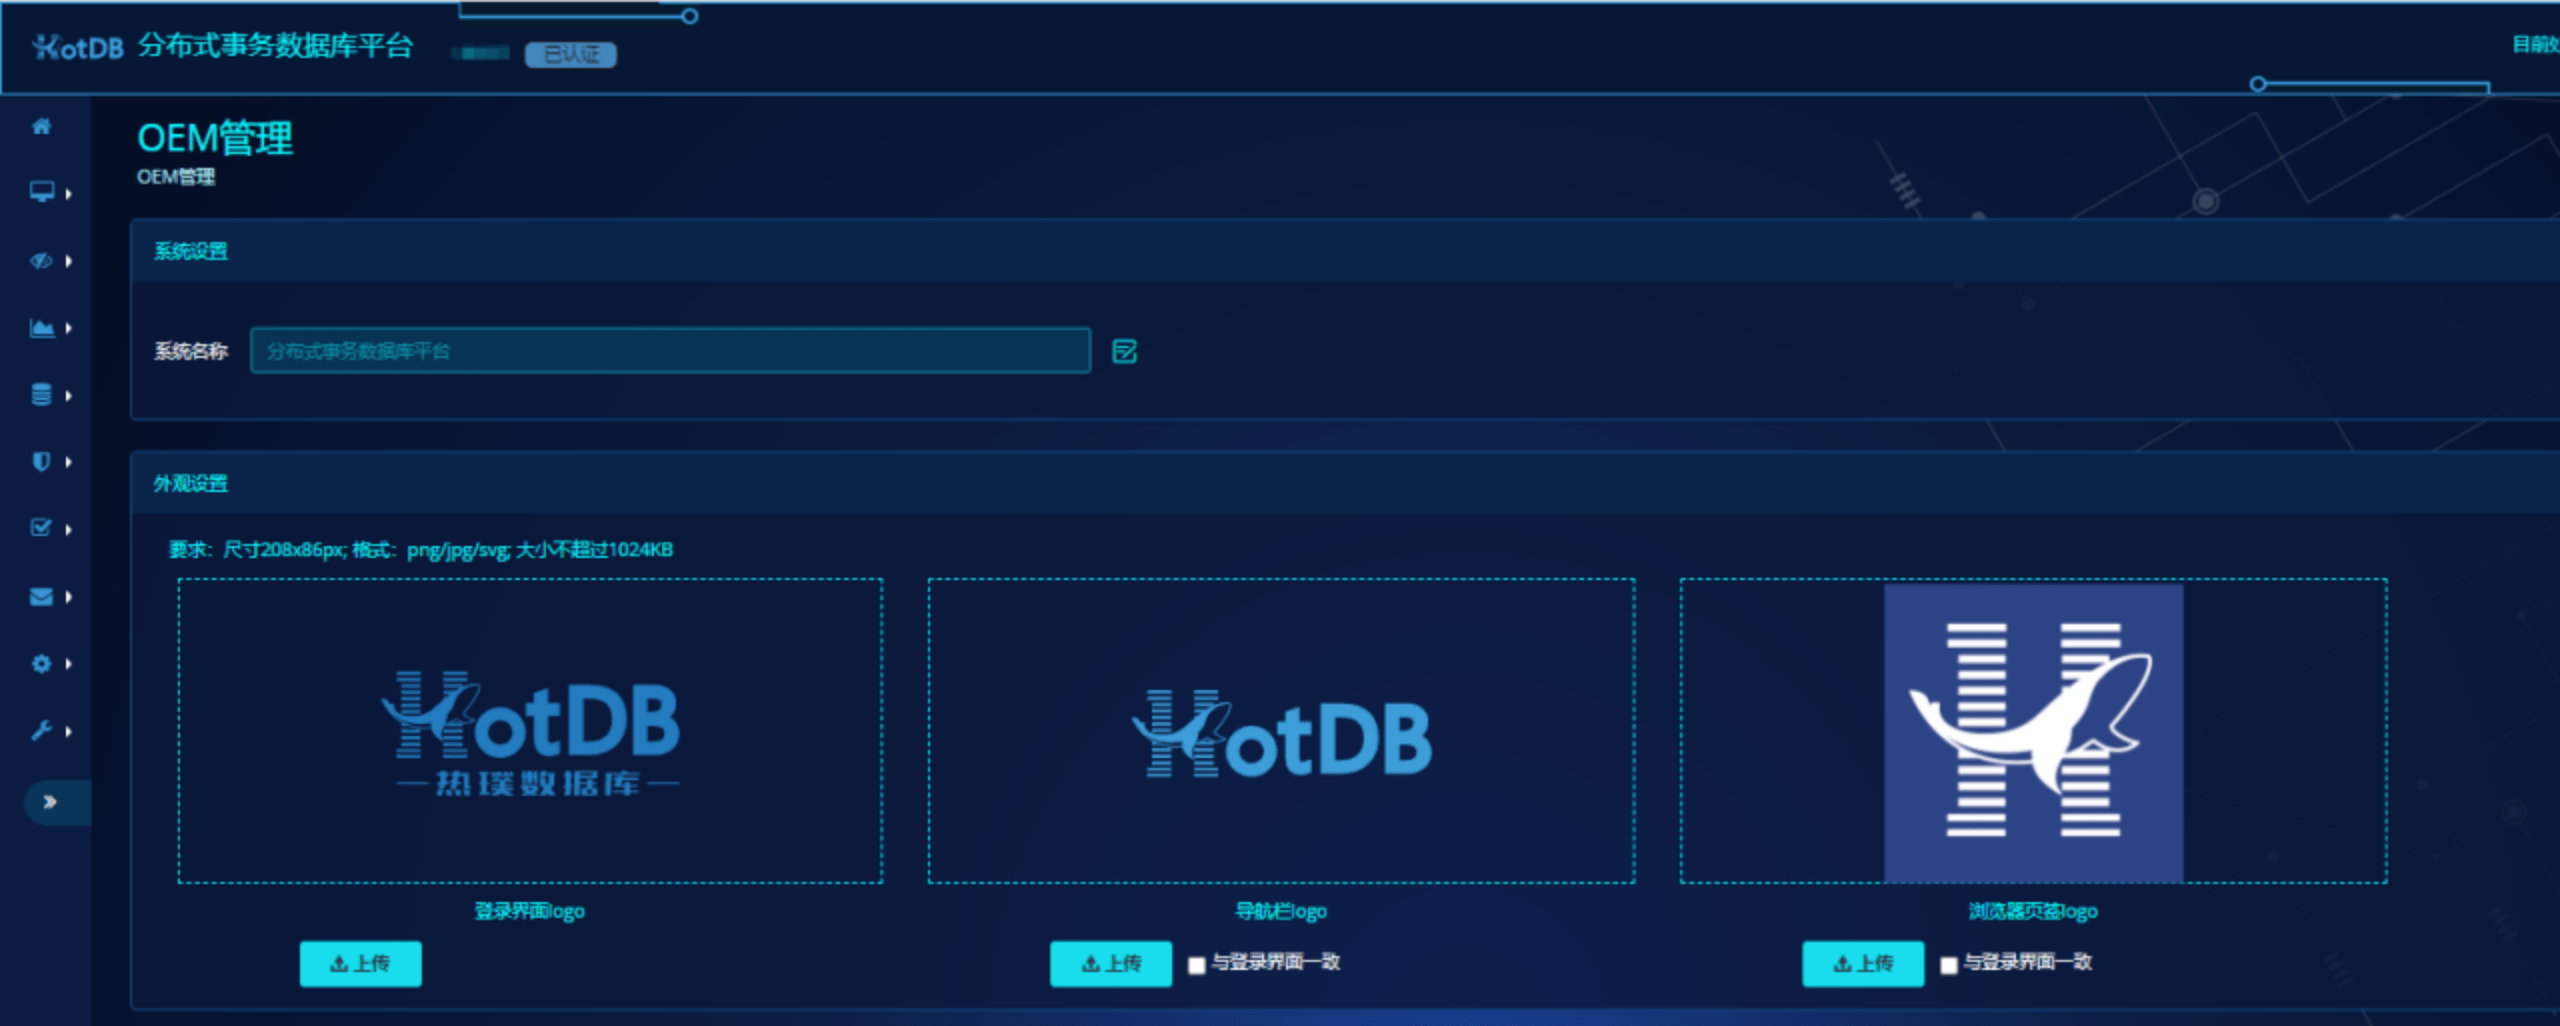 HotDB 分布式事务数据库平台 已认证
目前
OEM管理
OEM管理
系统设置
系统名称 分布式事务数据库平台
外观设置
要求：尺寸208x86px; 格式：png/jpg/svg; 大小不超过1024KB
HotDB
热璞数据库
HotDB
登录界面logo 导航栏logo 浏览器页签logo
上传 上传 与登录界面一致 上传 与登录界面一致